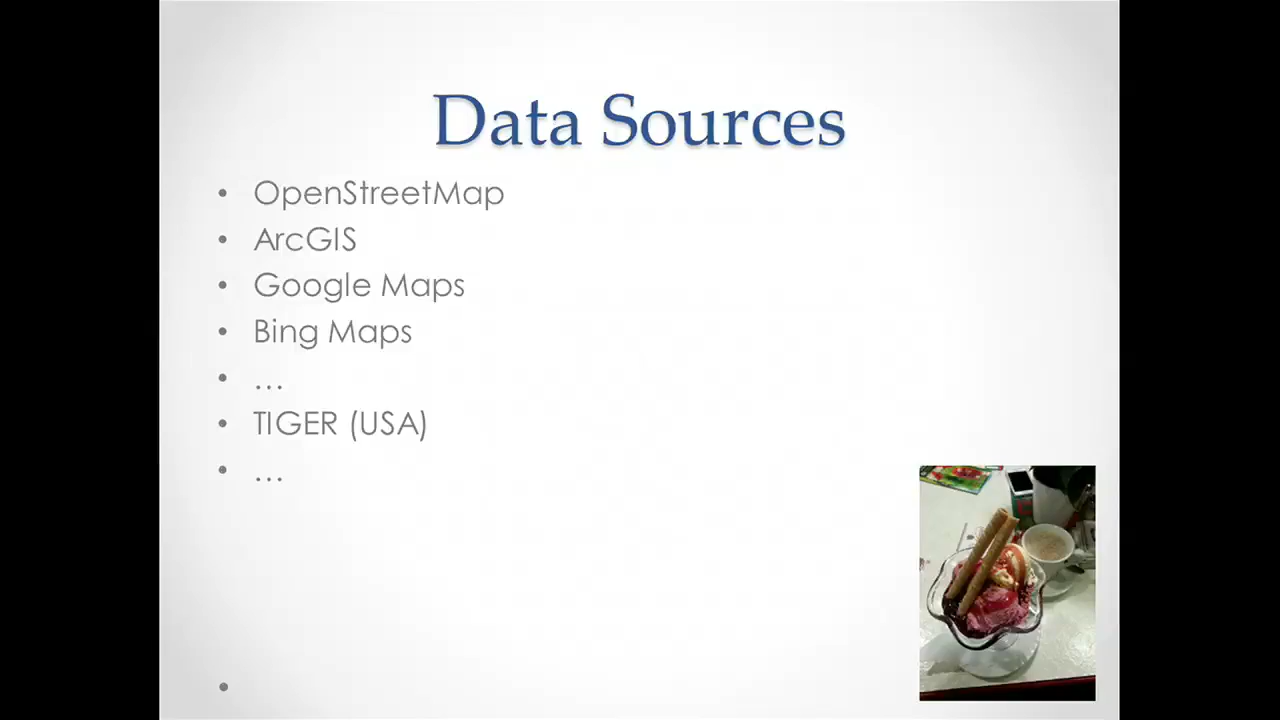 Data Sources
• OpenStreetMap
• ArcGIS
• Google Maps
• Bing Maps
• …
• TIGER (USA)
• …
•